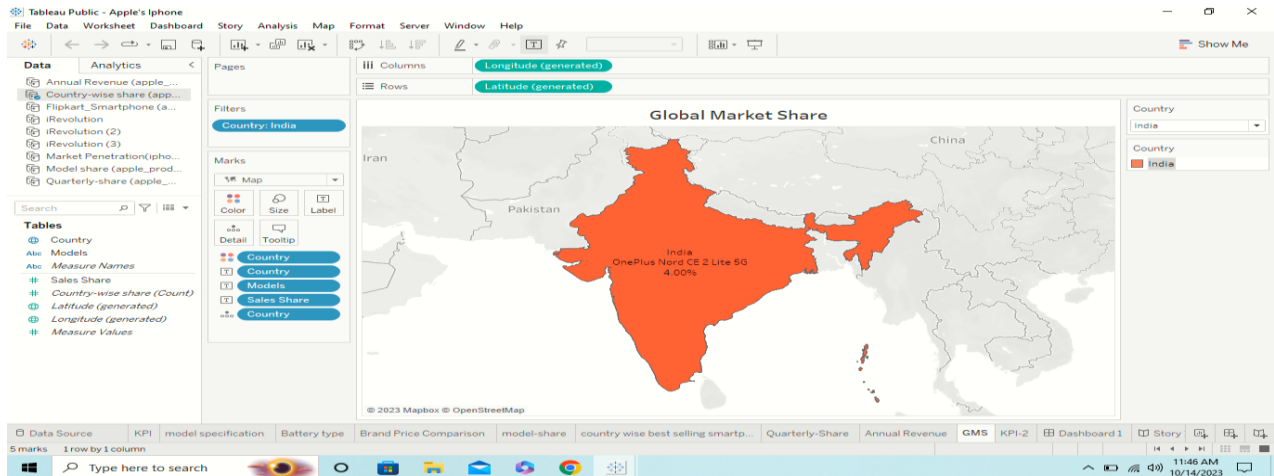 Tableau Public - Apple's Iphone
File Data Worksheet Dashboard Story Analysis Map Format Server Window Help
Show Me
Data Analytics
Pages
iii Columns Longitude (generated)
Rows Latitude (generated)
Annual Revenue (apple_...
Country-wise share (app...
Flipkart_Smartphone (a...
iRevolution
iRevolution (2)
iRevolution (3)
Market Penetration(ipho...
Model share (apple_prod...
Quarterly-share (apple_...
Search
Tables
Country
Abc Models
Abc Measure Names
# Sales Share
# Country-wise share (Count)
Latitude (generated)
Longitude (generated)
# Measure Values
Filters
Country: India
Marks
Map
Color Size Label
Detail Tooltip
Country
Country
Models
Sales Share
Country
Global Market Share
Iran
China
Pakistan
India
OnePlus Nord CE 2 Lite 5G
4.00%
© 2023 Mapbox © OpenStreetMap
Country
India
Country
India
Data Source KPI model specification Battery type Brand Price Comparison model-share country wise best selling smartp... Quarterly-Share Annual Revenue GMS KPI-2 Dashboard 1 Story
5 marks 1 row by 1 column
Type here to search
11:46 AM
10/14/2023